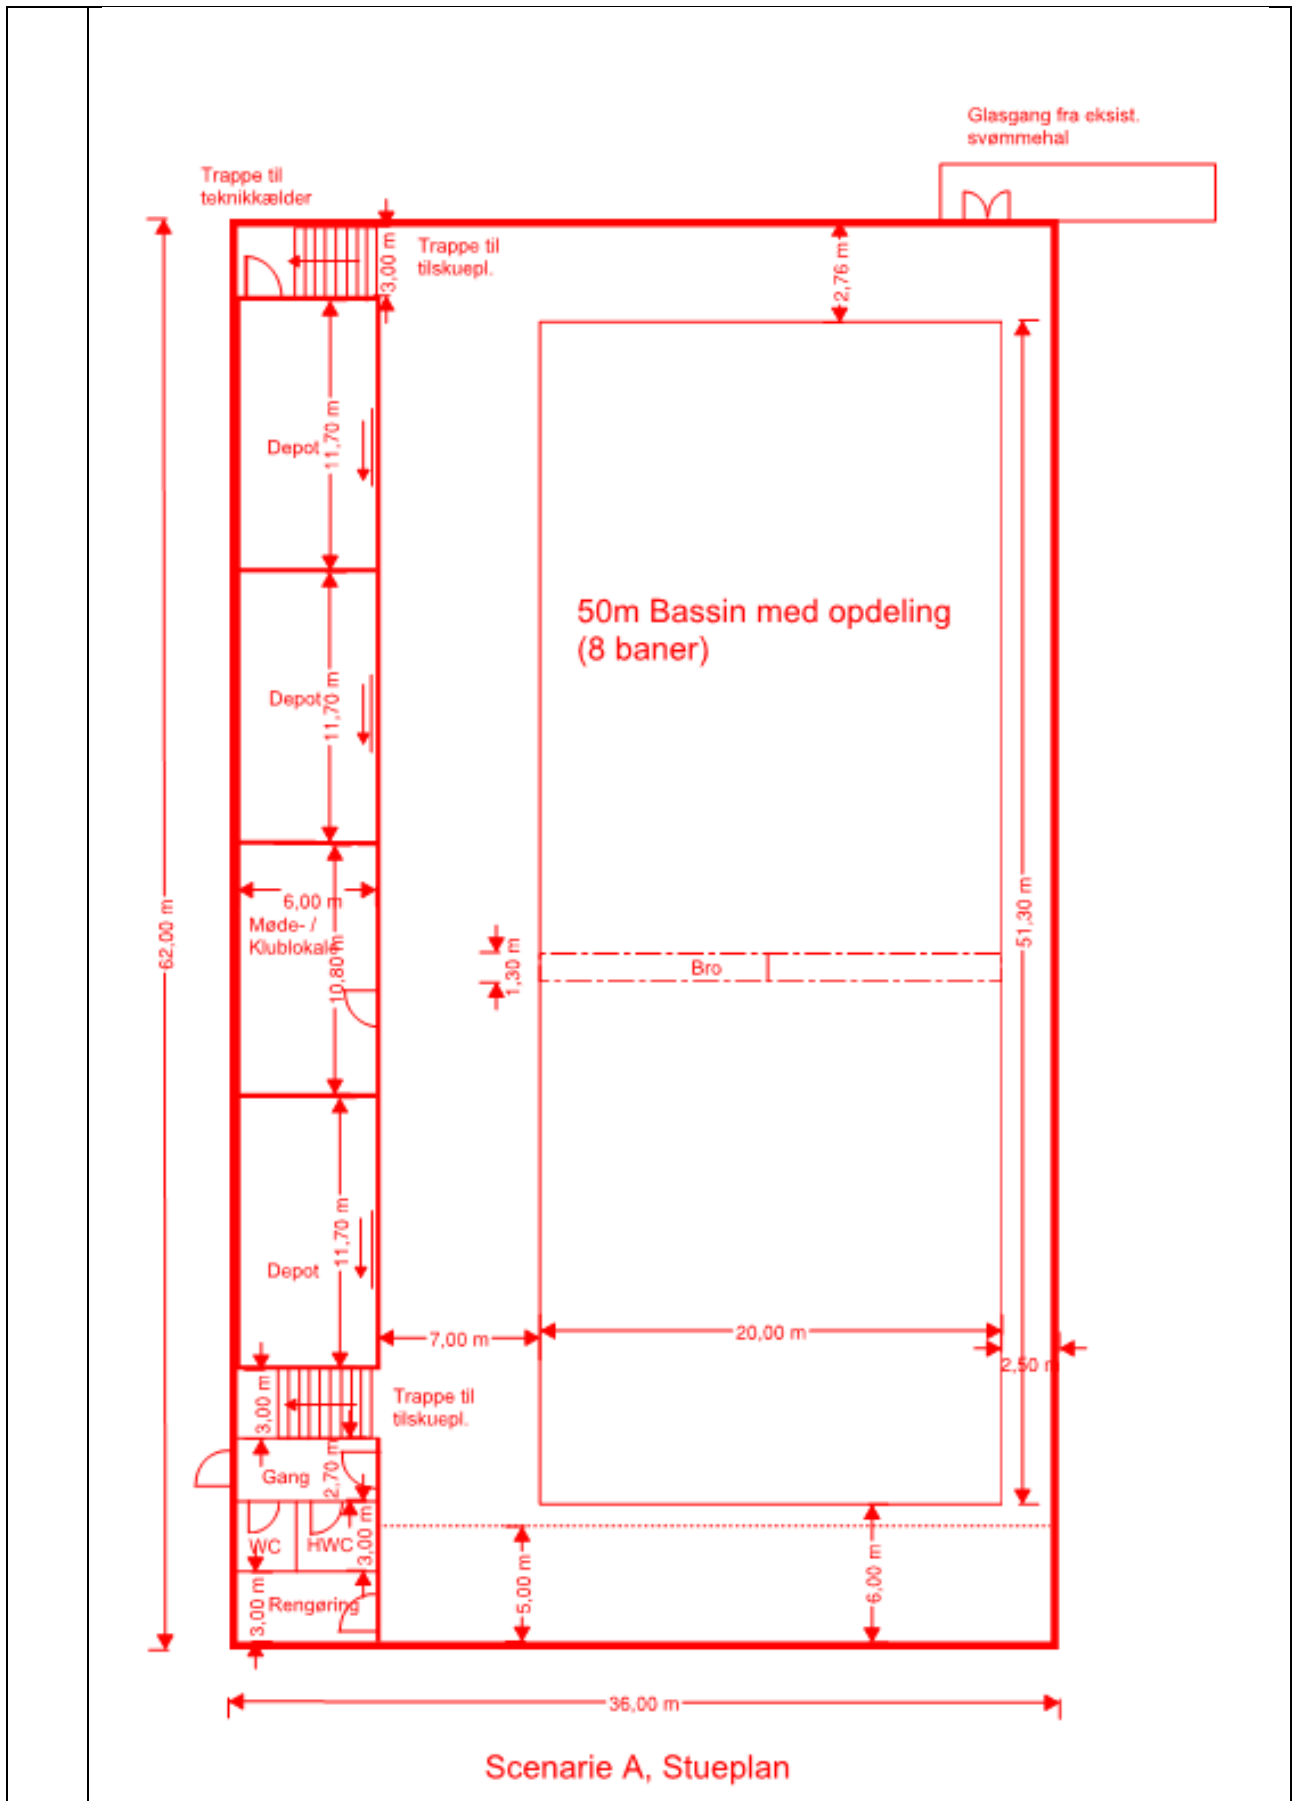 Glasgang fra eksist.
svømmehal
Trappe til
teknikkælder
Trappe til
tilskuepl.
3,00 m
2,76 m
Depot
11,70 m
50m Bassin med opdeling
(8 baner)
Depot
11,70 m
6,00 m
Møde- /
Klublokale
10,80 m
62,00 m
51,30 m
1,30 m
Bro
11,70 m
Depot
7,00 m
20,00 m
2,50 m
Trappe til
tilskuepl.
3,00 m
Gang
2,70 m
WC
HWC
3,00 m
5,00 m
6,00 m
3,00 m
Rengøring
36,00 m
Scenarie A, Stueplan